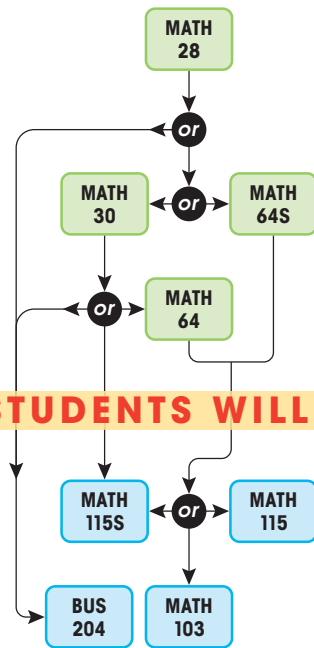 MATH
28
or
MATH
30
or
MATH
64S
or
MATH
64
STUDENTS WILL
MATH
115S
or
MATH
115
BUS
204
MATH
103